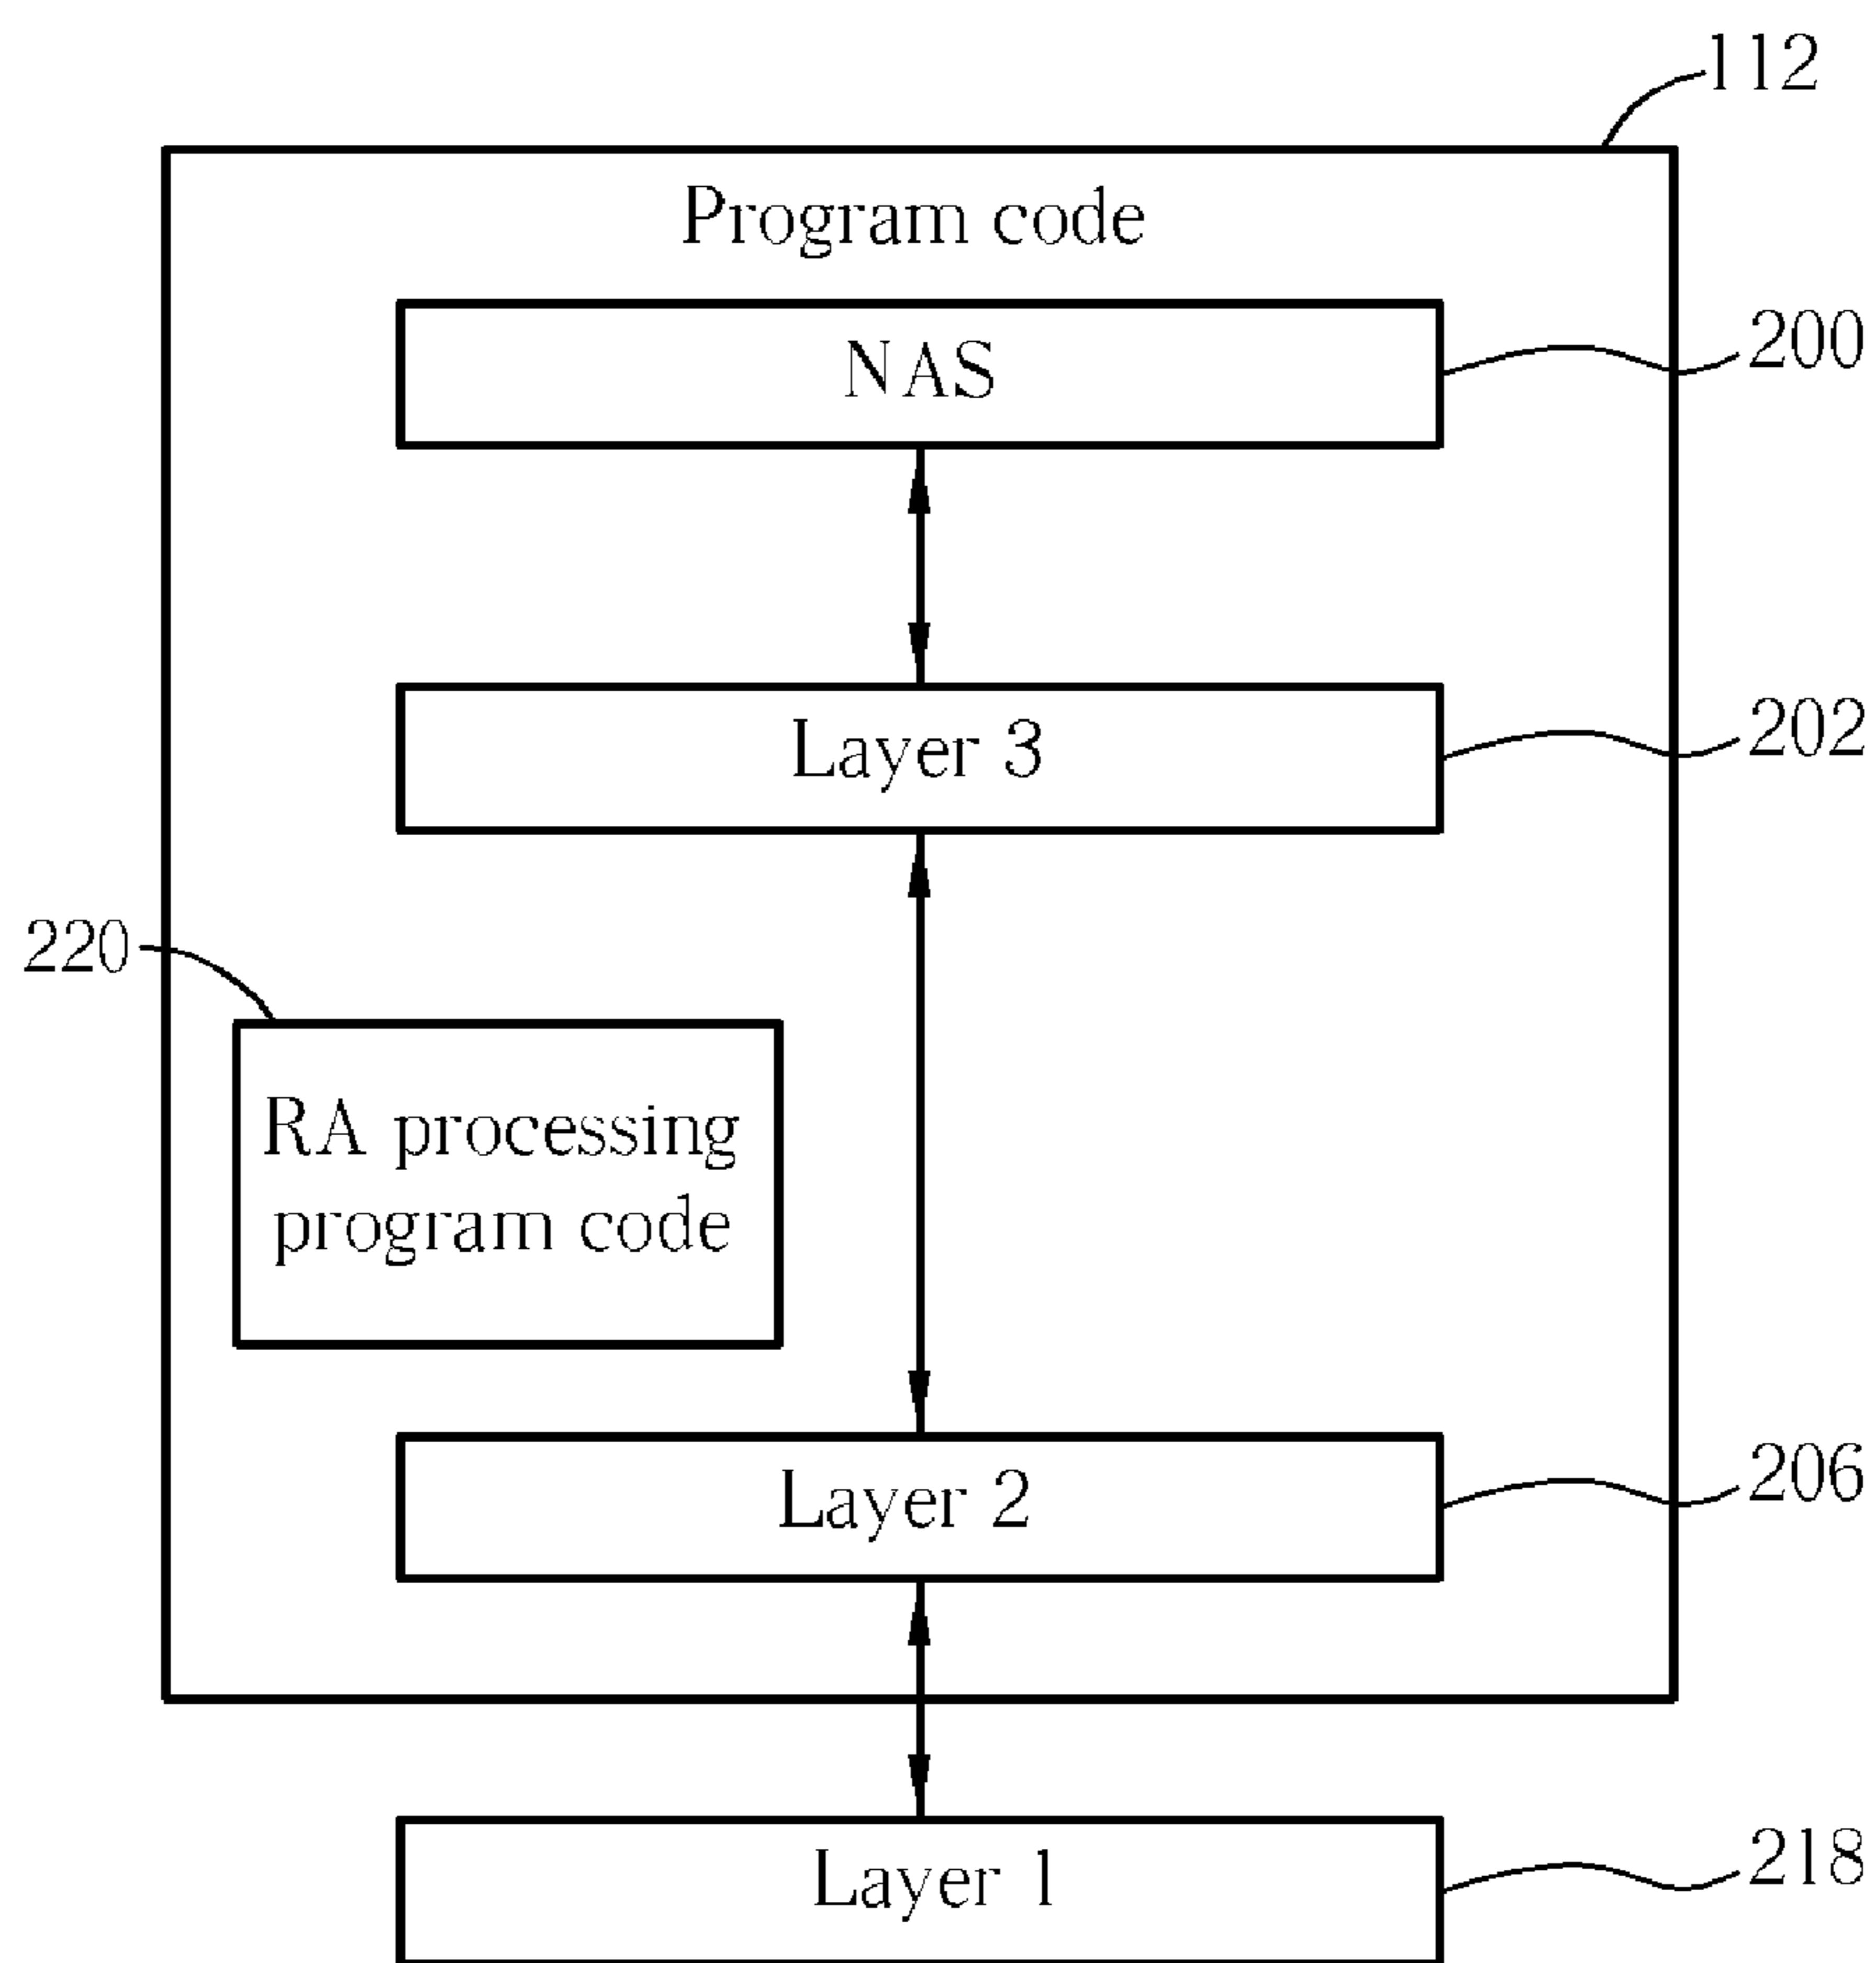 112
Program code
NAS
200
Layer 3
202
220
RA processing
program code
Layer 2
206
Layer 1
218